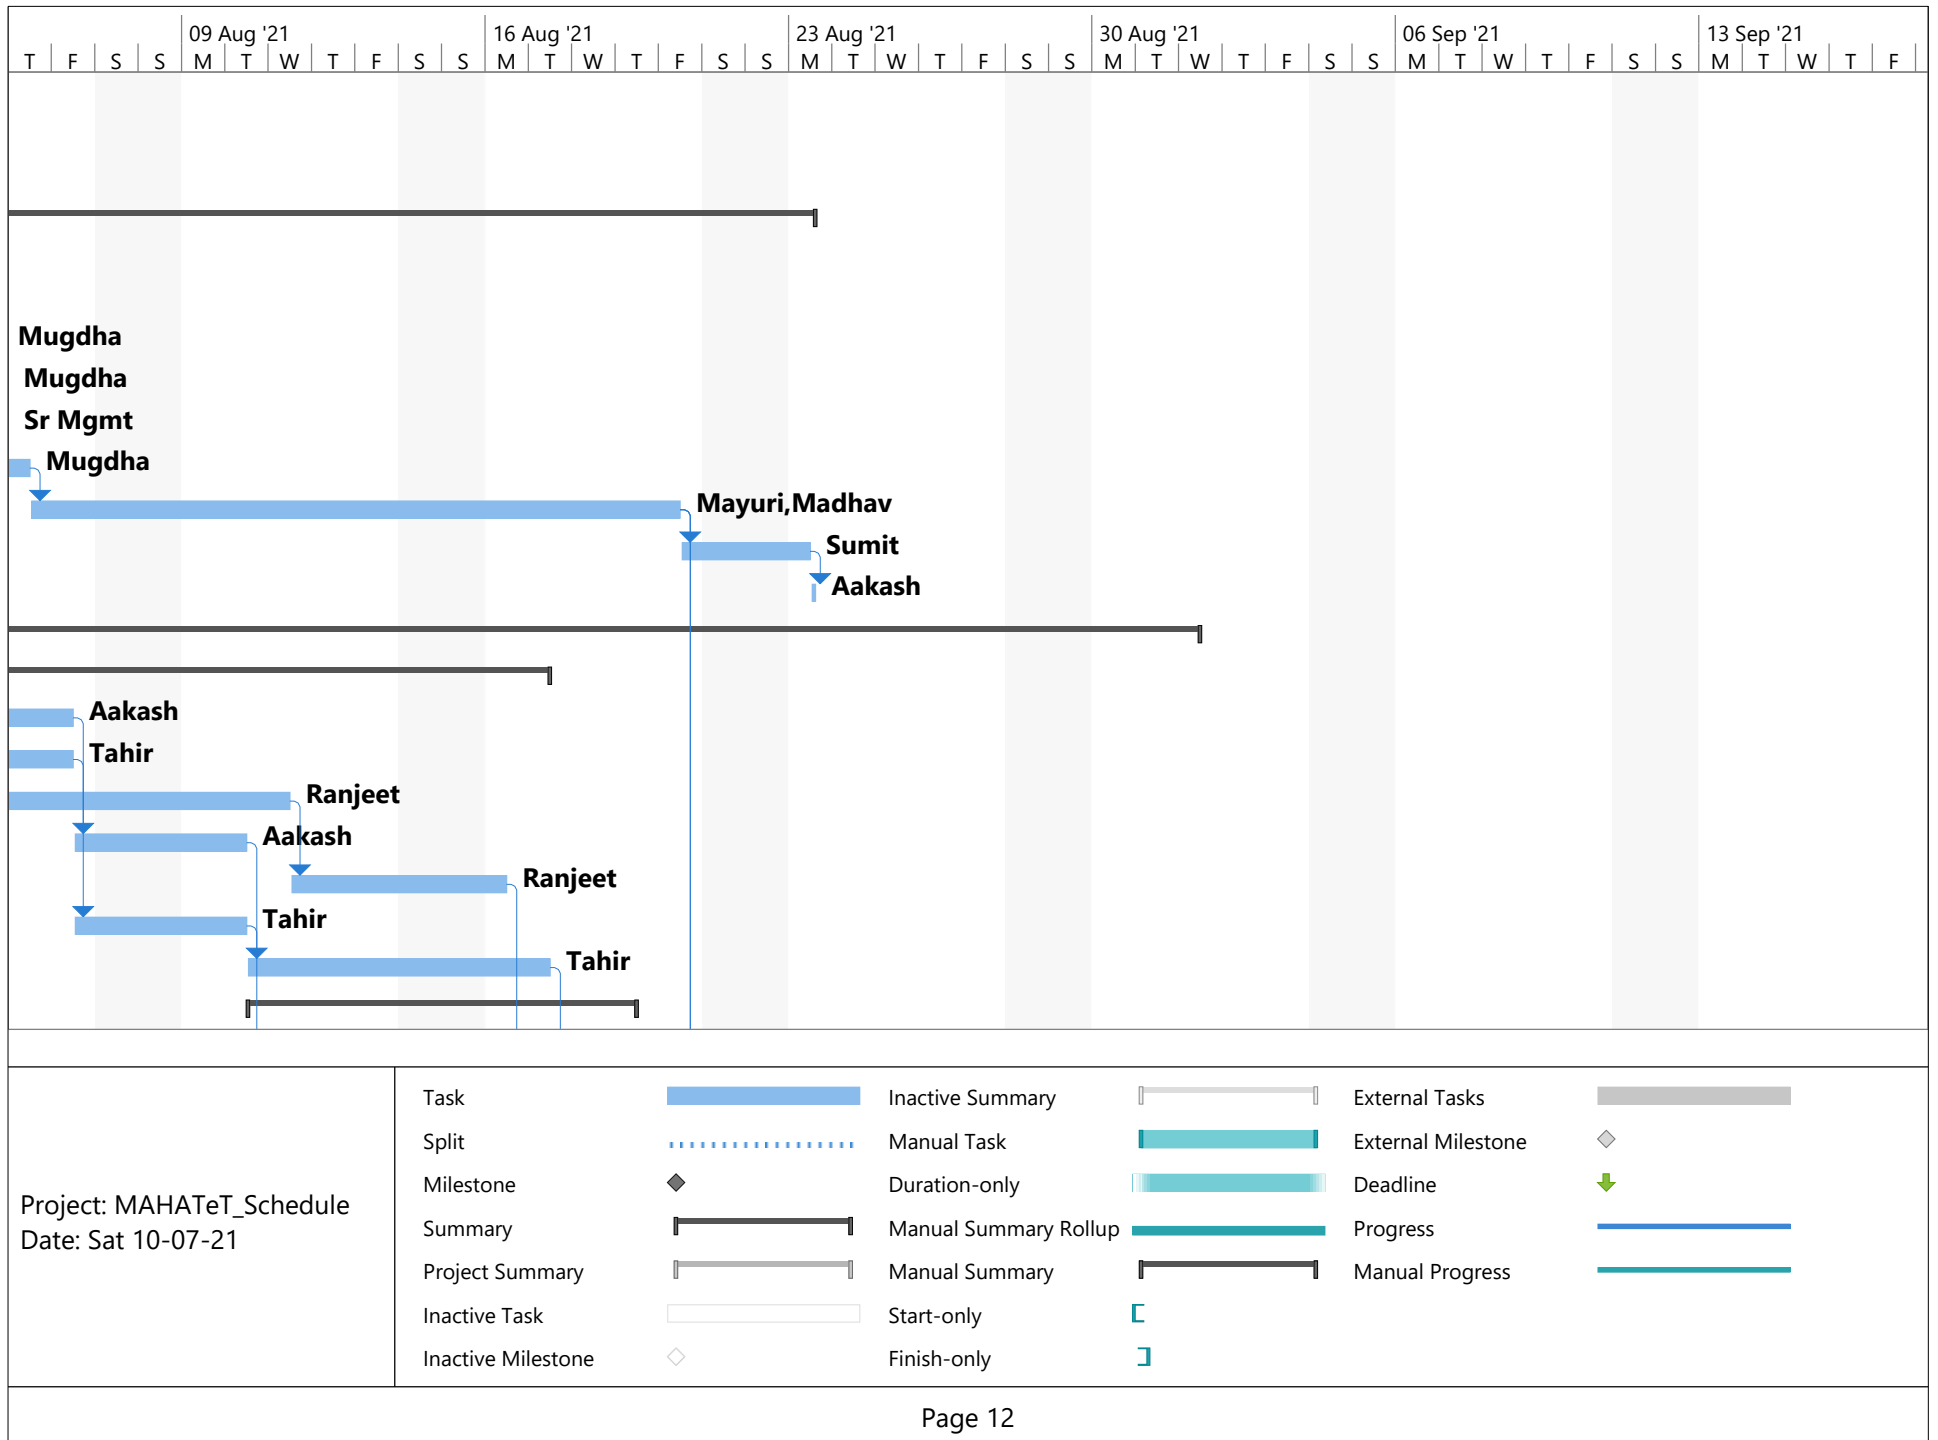 09 Aug '21 16 Aug '21 23 Aug '21 30 Aug '21 06 Sep '21 13 Sep '21
T F S S M T W T F S S M T W T F S S M T W T F S S M T W T F S S M T W T F S S M T W T F
Mugdha
Mugdha
Sr Mgmt
Mugdha
Mayuri,Madhav
Sumit
Aakash
Aakash
Tahir
Ranjeet
Aakash
Ranjeet
Tahir
Tahir
Project: MAHATeT_Schedule
Date: Sat 10-07-21
Task
Split
Milestone
Summary
Project Summary
Inactive Task
Inactive Milestone
Inactive Summary
Manual Task
Duration-only
Manual Summary Rollup
Manual Summary
Start-only
Finish-only
External Tasks
External Milestone
Deadline
Progress
Manual Progress
Page 12